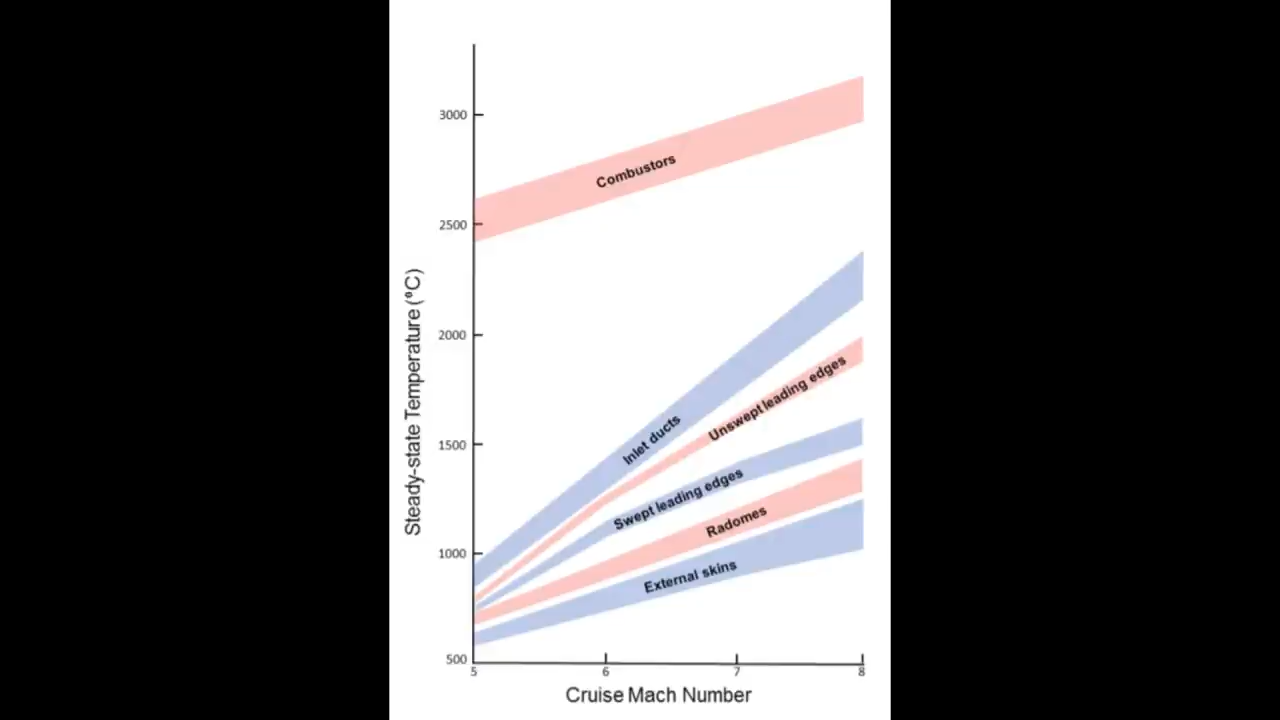 3000
Combustors
2500
Steady-state Temperature (ºC)
2000
Unswept leading edges
Inlet ducts
1500
Swept leading edges
Radomes
1000
External skins
500
5
6
7
8
Cruise Mach Number